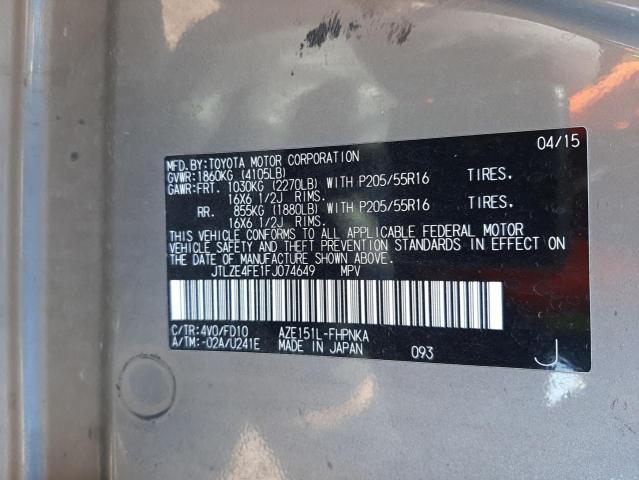 04/15
MFD.BY:TOYOTA MOTOR CORPORATION
GVWR:1860KG (4105LB)
GAWR:FRT. 1030KG (2270LB) WITH P205/55R16 TIRES.
16X6 1/2J RIMS.
RR. 855KG (1880LB) WITH P205/55R16 TIRES.
16X6 1/2J RIMS.
THIS VEHICLE CONFORMS TO ALL APPLICABLE FEDERAL MOTOR
VEHICLE SAFETY AND THEFT PREVENTION STANDARDS IN EFFECT ON
THE DATE OF MANUFACTURE SHOWN ABOVE.
JTLZE4FE1FJ074649 MPV
C/TR:4V0/FD10 AZE151L-FHPNKA
A/TM:-02A/U241E MADE IN JAPAN 093 J